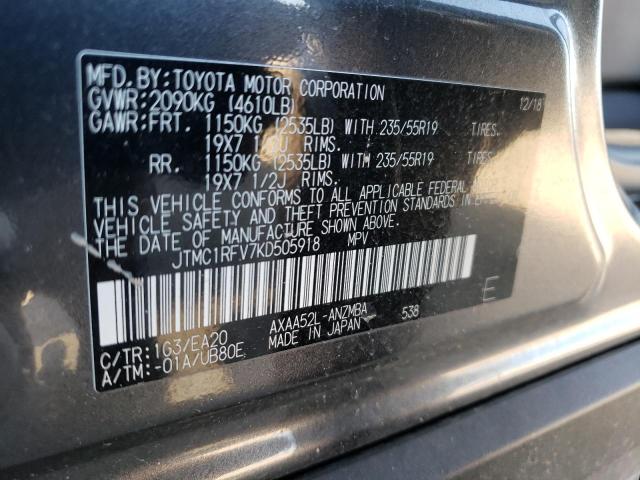 MFD.BY:TOYOTA MOTOR CORPORATION 12/18
GVWR:2090KG (4610LB)
GAWR:FRT. 1150KG (2535LB) WITH 235/55R19 TIRES,
19X7 1/2J RIMS.
RR. 1150KG (2535LB) WITH 235/55R19 TIRES,
19X7 1/2J RIMS.
THIS VEHICLE CONFORMS TO ALL APPLICABLE FEDERAL MOTOR
VEHICLE SAFETY AND THEFT PREVENTION STANDARDS IN EFFECT ON
THE DATE OF MANUFACTURE SHOWN ABOVE.
JTMC1RFV7KD505918 MPV
E
AXAA52L-ANZMBA 538
C/TR:1G3/EA20 MADE IN JAPAN
A/TM:-01A/UB80E